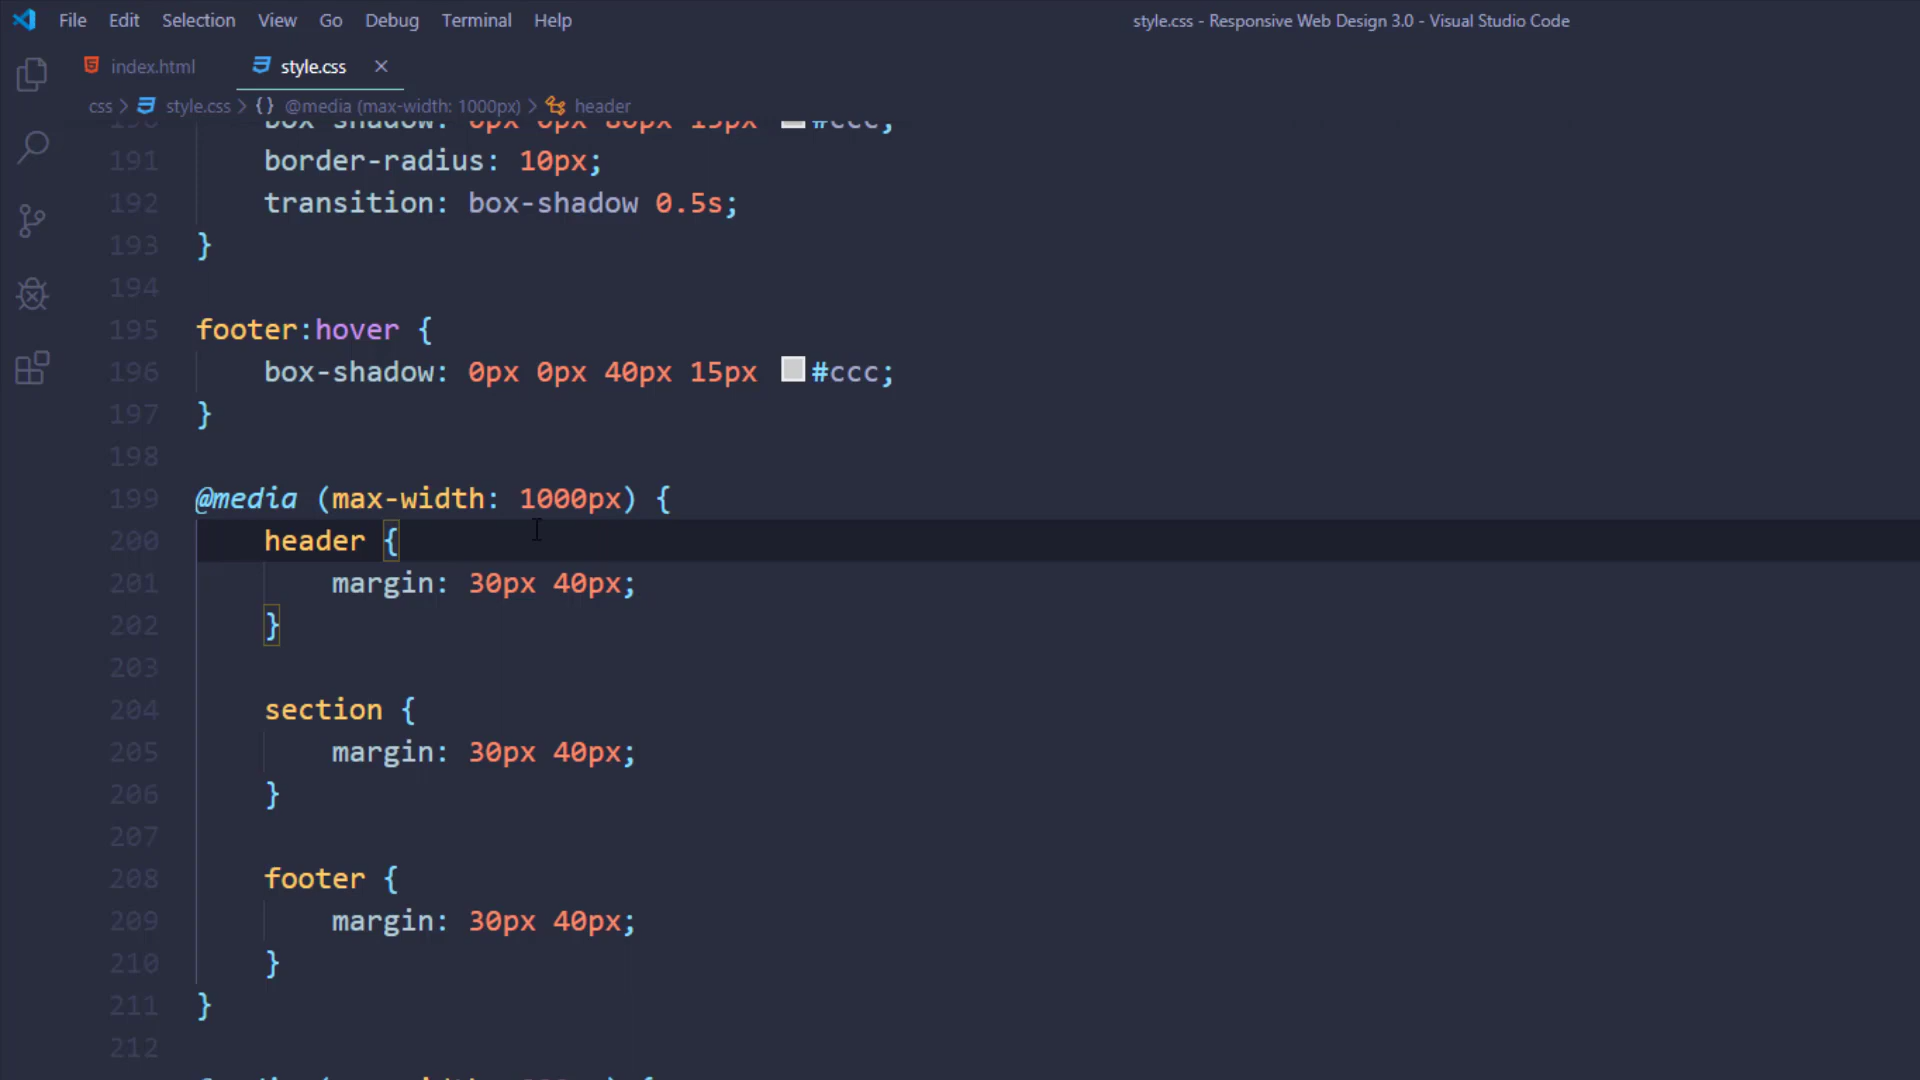 File Edit Selection View Go Debug Terminal Help
style.css - Responsive Web Design 3.0 - Visual Studio Code
index.html style.css
css > style.css > {} @media (max-width: 1000px) > header
191 border-radius: 10px;
192 transition: box-shadow 0.5s;
193 }
194
195 footer:hover {
196 box-shadow: 0px 0px 40px 15px #ccc;
197 }
198
199 @media (max-width: 1000px) {
200 header {
201 margin: 30px 40px;
202 }
203
204 section {
205 margin: 30px 40px;
206 }
207
208 footer {
209 margin: 30px 40px;
210 }
211 }
212